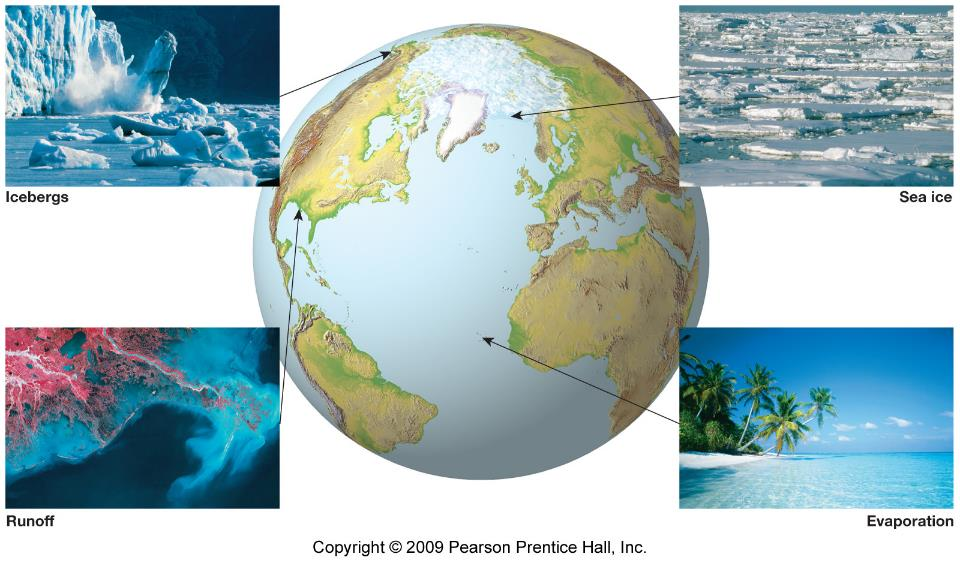 Icebergs
Sea ice
Runoff
Evaporation
Copyright © 2009 Pearson Prentice Hall, Inc.